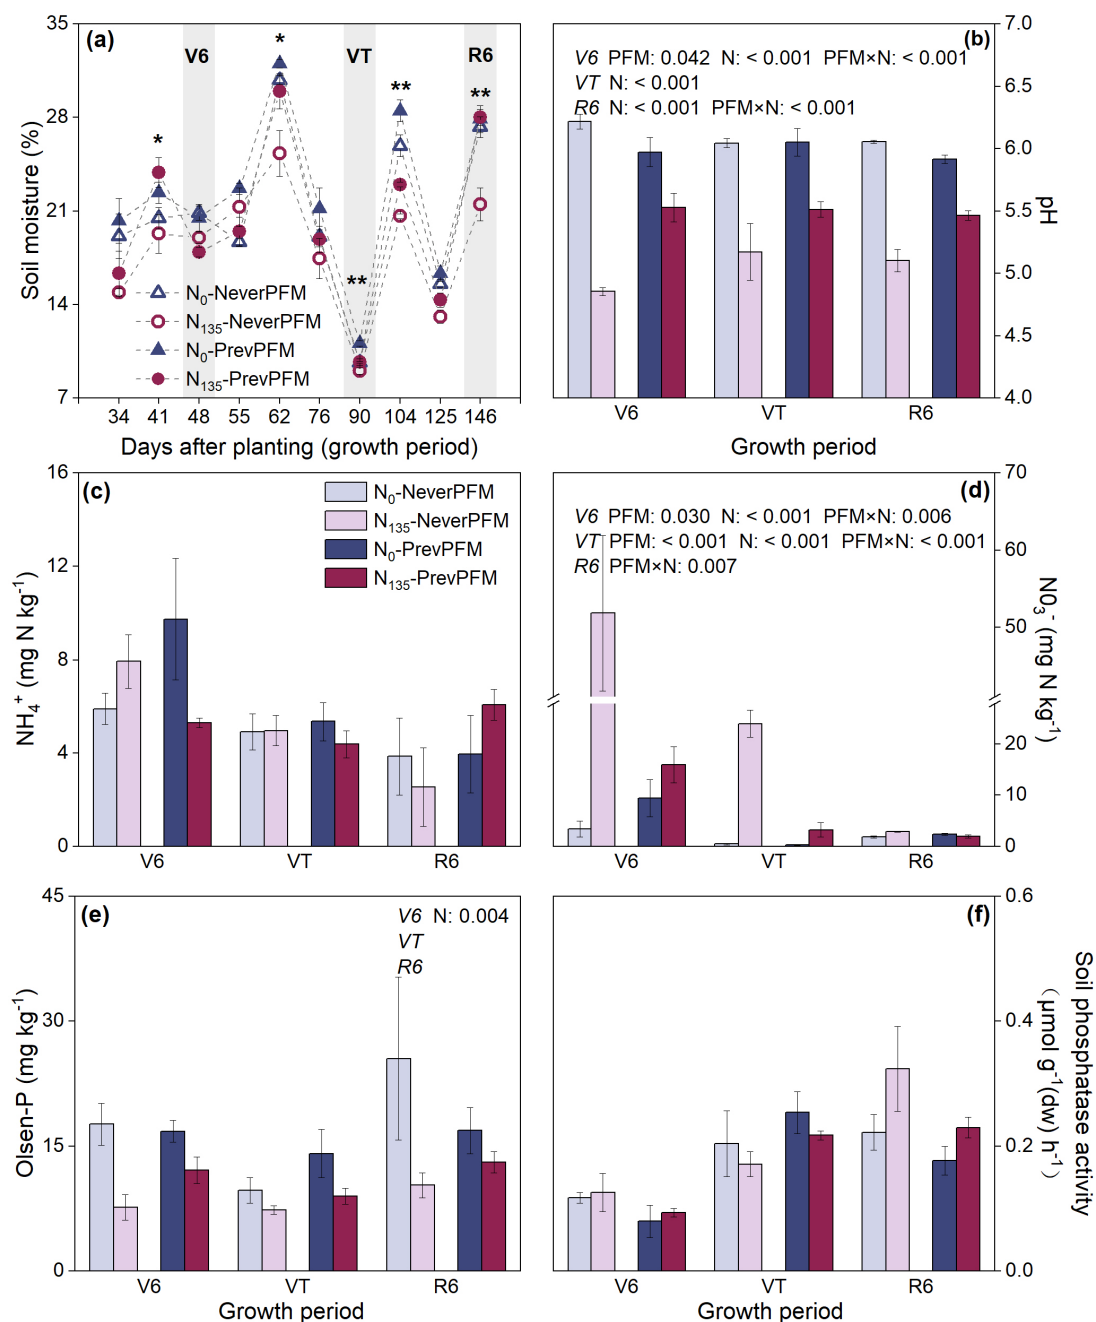 35
28
21
14
7
Soil moisture (%)
(a)
V6
VT
R6
*
*
**
**
**
N₀-NeverPFM
N₁₃₅-NeverPFM
N₀-PrevPFM
N₁₃₅-PrevPFM
34 41 48 55 62 76 90 104 125 146
Days after planting (growth period)
(b)
V6 PFM: 0.042 N: < 0.001 PFM×N: < 0.001
VT N: < 0.001
R6 N: < 0.001 PFM×N: < 0.001
7.0
6.5
6.0
5.5
5.0
4.5
4.0
pH
V6 VT R6
Growth period
16
12
8
4
0
NH₄⁺ (mg N kg⁻¹)
(c)
N₀-NeverPFM
N₁₃₅-NeverPFM
N₀-PrevPFM
N₁₃₅-PrevPFM
V6 VT R6
(d)
V6 PFM: 0.030 N: < 0.001 PFM×N: 0.006
VT PFM: < 0.001 N: < 0.001 PFM×N: < 0.001
R6 PFM×N: 0.007
70
60
50
20
10
0
N0₃⁻ (mg N kg⁻¹)
V6 VT R6
45
30
15
0
Olsen-P (mg kg⁻¹)
(e)
V6 N: 0.004
VT
R6
V6 VT R6
Growth period
(f)
0.6
0.4
0.2
0.0
Soil phosphatase activity
(μmol g⁻¹(dw) h⁻¹)
V6 VT R6
Growth period